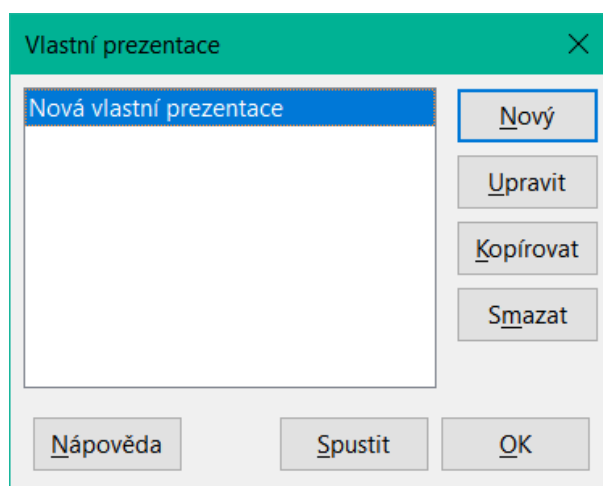 Vlastní prezentace
Nová vlastní prezentace
Nový
Upravit
Kopírovat
Smazat
Nápověda
Spustit
OK